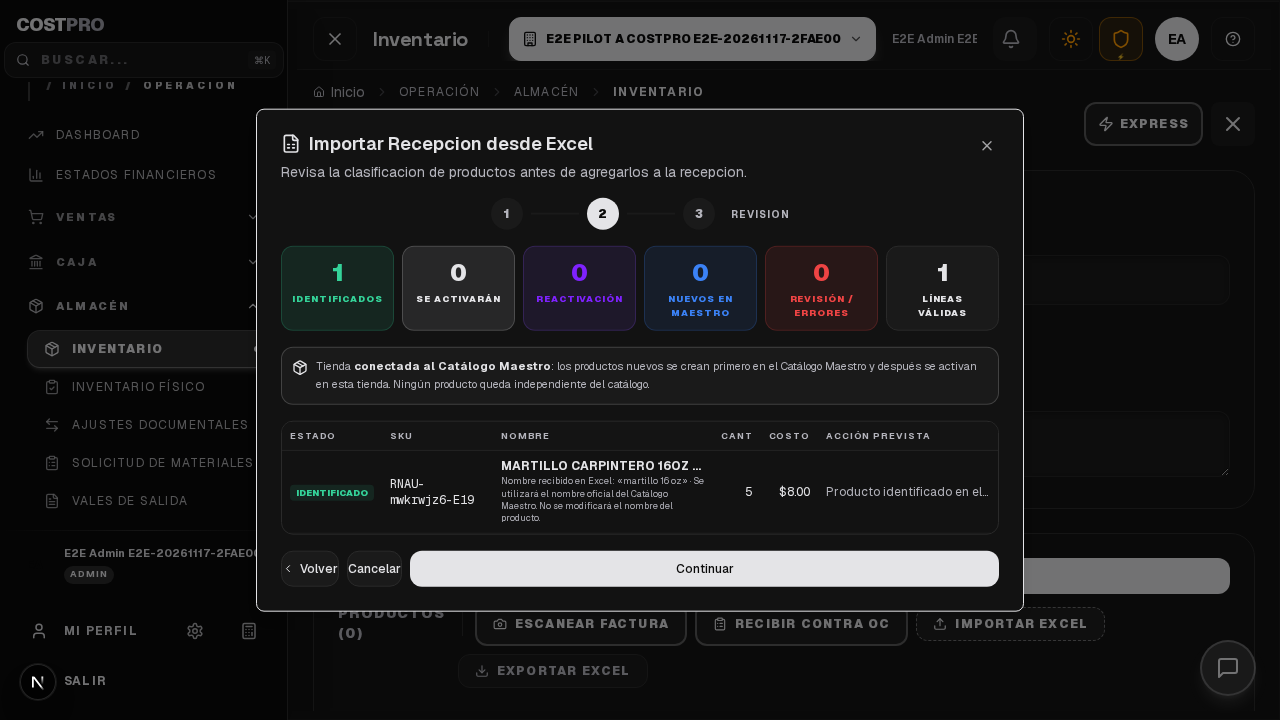 COSTPRO
BUSCAR...
⌘K
/ INICIO / OPERACIÓN
DASHBOARD
ESTADOS FINANCIEROS
VENTAS
CAJA
ALMACÉN
INVENTARIO
INVENTARIO FÍSICO
AJUSTES DOCUMENTALES
SOLICITUD DE MATERIALES
VALES DE SALIDA
E2E Admin E2E-20261117-2FAE00
ADMIN
MI PERFIL
N
SALIR
Inventario
E2E PILOT A COSTPRO E2E-20261117-2FAE00
E2E Admin E2E
EA
Inicio
OPERACIÓN
ALMACÉN
INVENTARIO
EXPRESS
Importar Recepcion desde Excel
Revisa la clasificacion de productos antes de agregarlos a la recepcion.
1
2
3
REVISION
1
IDENTIFICADOS
0
SE ACTIVARÁN
0
REACTIVACIÓN
0
NUEVOS EN
MAESTRO
0
REVISIÓN /
ERRORES
1
LÍNEAS
VÁLIDAS
Tienda conectada al Catálogo Maestro: los productos nuevos se crean primero en el Catálogo Maestro y después se activan
en esta tienda. Ningún producto queda independiente del catálogo.
ESTADO
SKU
NOMBRE
CANT
COSTO
ACCIÓN PREVISTA
IDENTIFICADO
RNAU-
mwkrwjz6-E19
MARTILLO CARPINTERO 16OZ ...
Nombre recibido en Excel: «martillo 16 oz» · Se
utilizará el nombre oficial del Catálogo
Maestro. No se modificará el nombre del
producto.
5
$8.00
Producto identificado en el...
Volver
Cancelar
Continuar
PRODUCTOS
(0)
ESCANEAR FACTURA
RECIBIR CONTRA OC
IMPORTAR EXCEL
EXPORTAR EXCEL